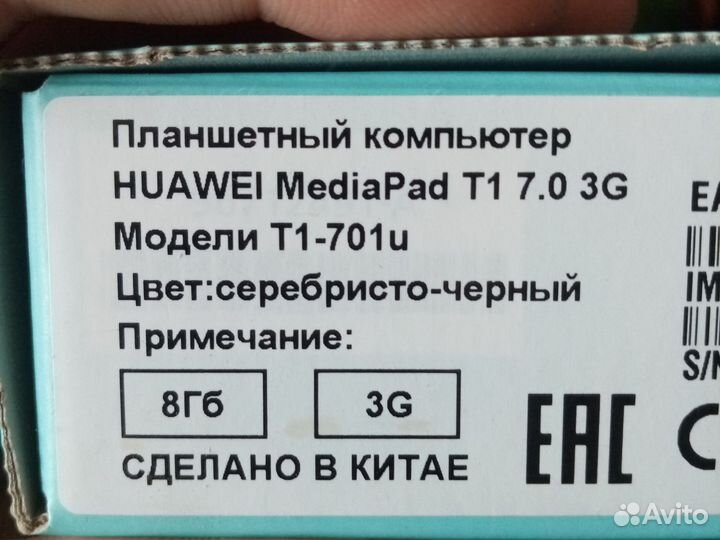 Планшетный компьютер
HUAWEI MediaPad T1 7.0 3G
Модели T1-701u
Цвет:серебристо-черный
Примечание:
8Гб
3G
СДЕЛАНО В КИТАЕ
EAC
IM
S/N
Avito